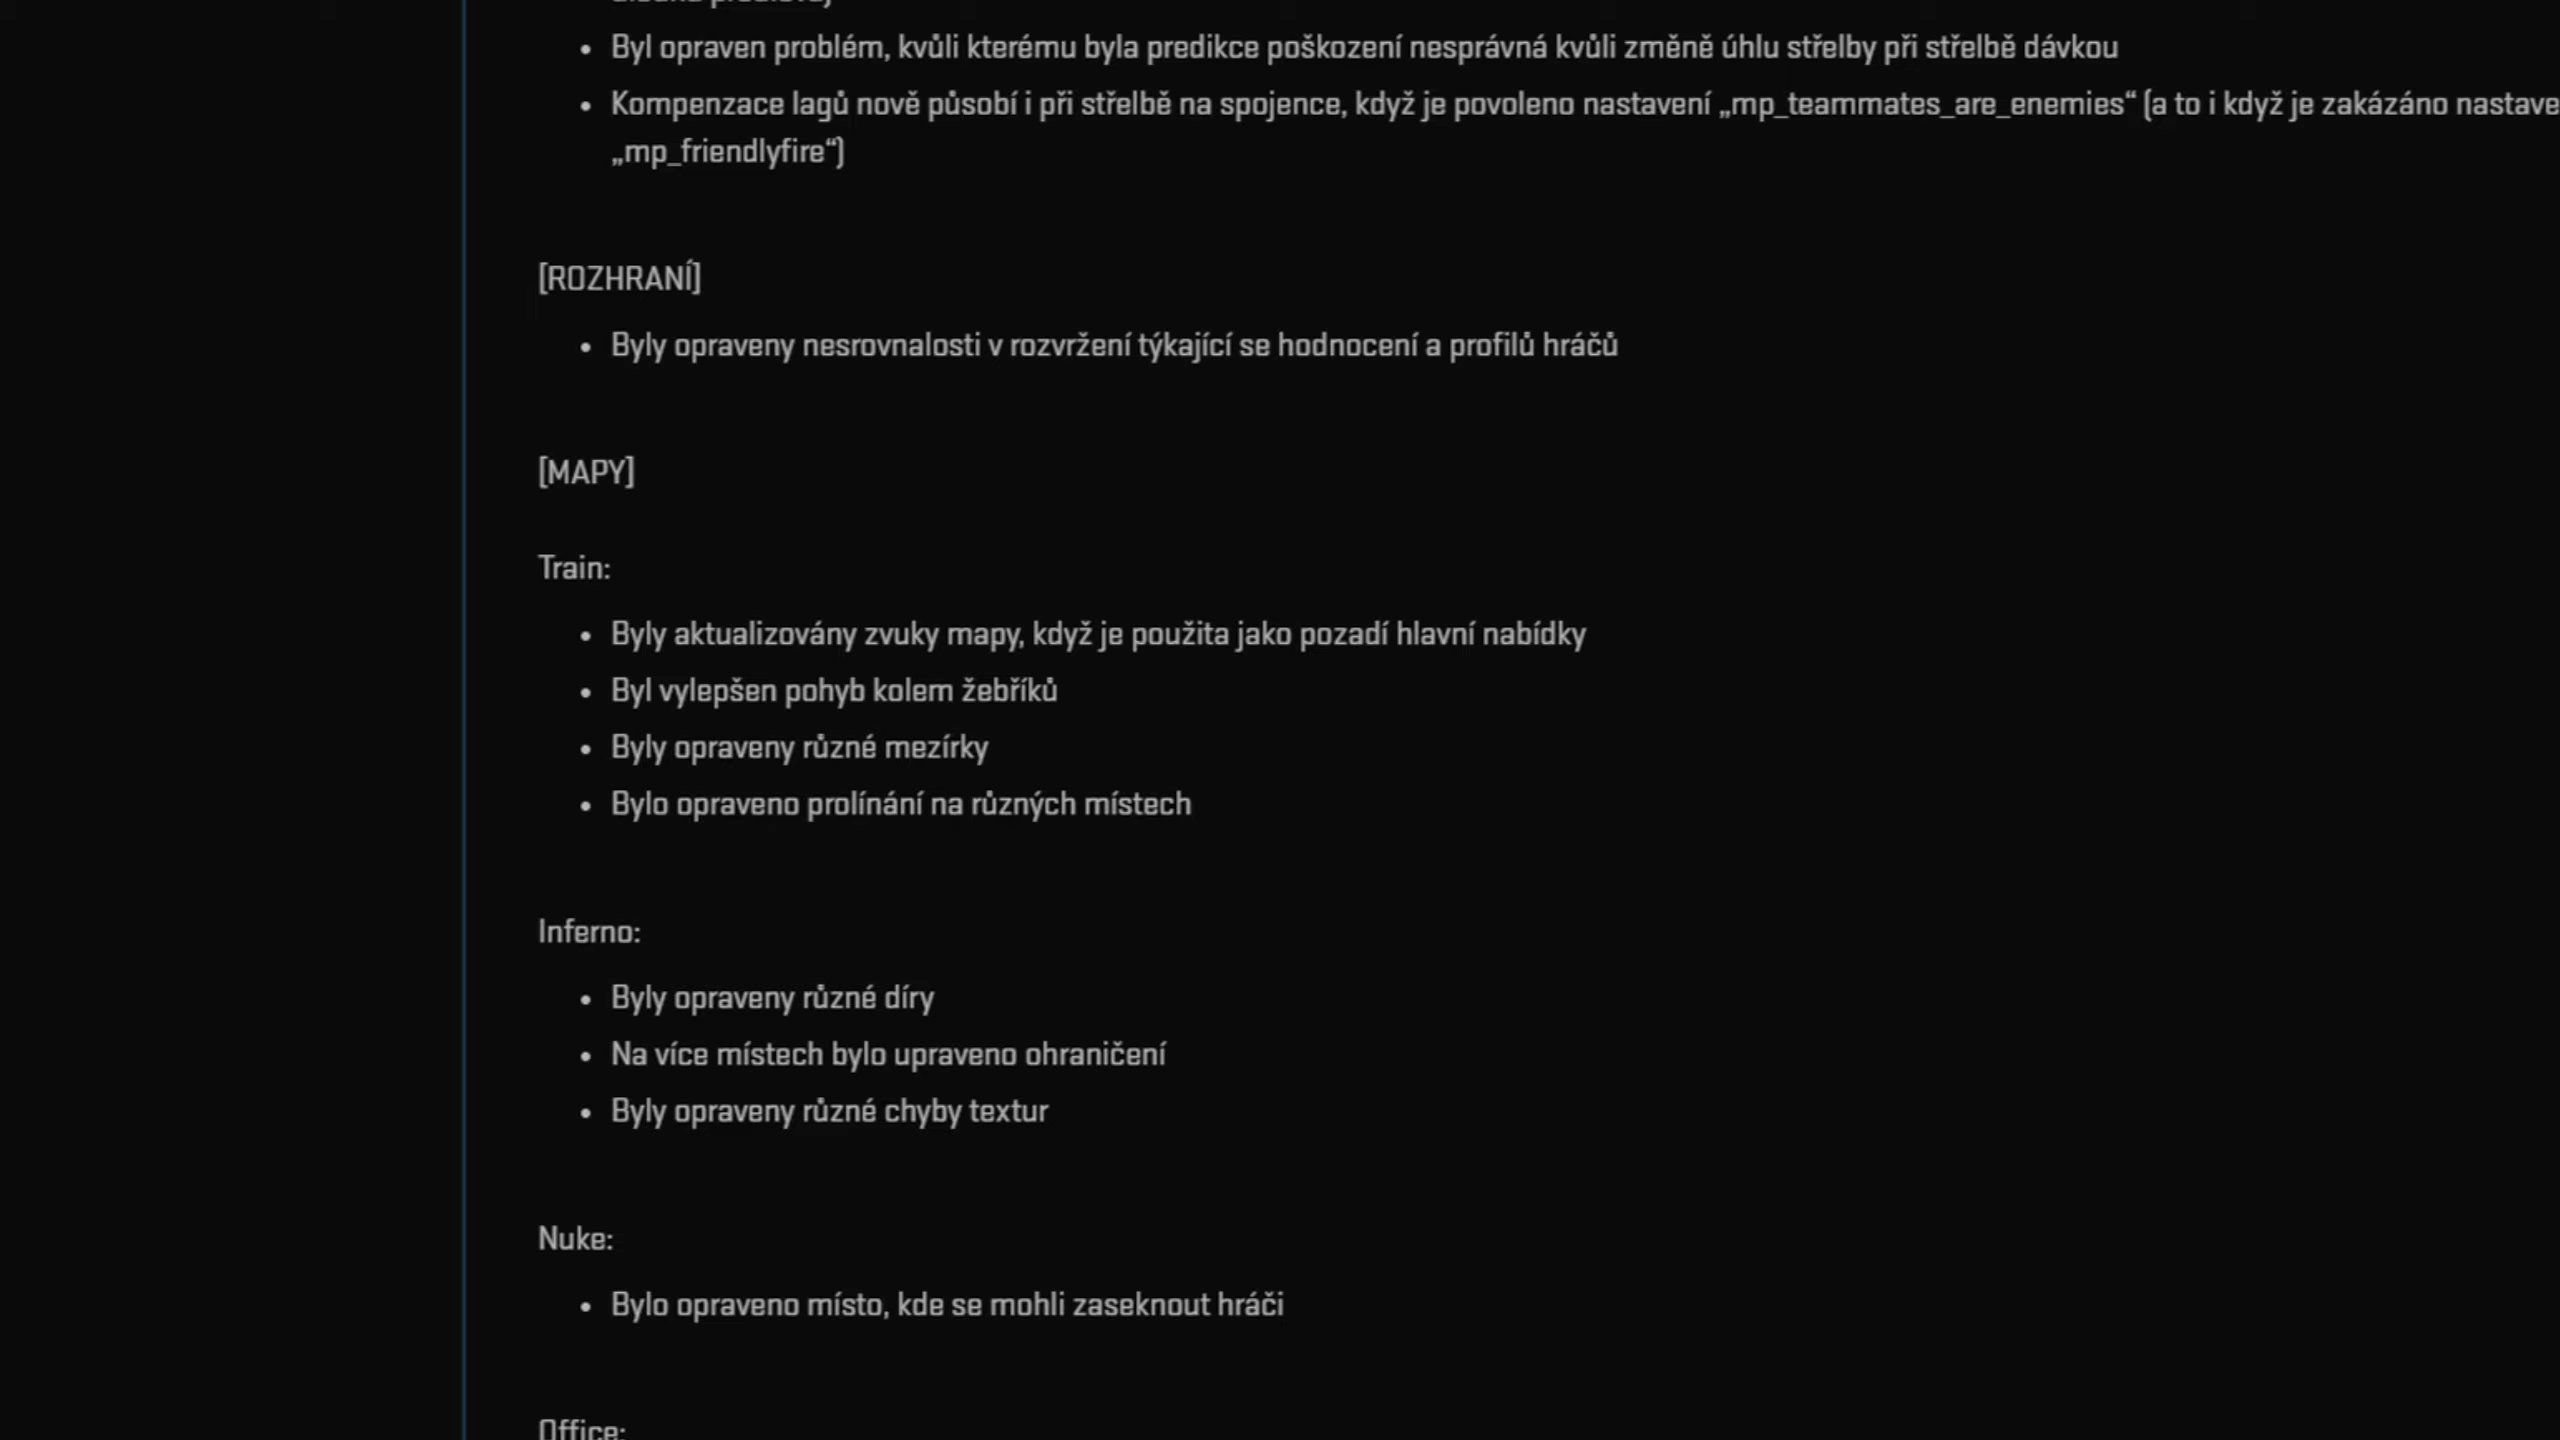 • Byl opraven problém, kvůli kterému byla predikce poškození nesprávná kvůli změně úhlu střelby při střelbě dávkou
• Kompenzace lagů nově působí i při střelbě na spojence, když je povoleno nastavení „mp_teammates_are_enemies“ (a to i když je zakázáno nastave
„mp_friendlyfire“)
[ROZHRANÍ]
• Byly opraveny nesrovnalosti v rozvržení týkající se hodnocení a profilů hráčů
[MAPY]
Train:
• Byly aktualizovány zvuky mapy, když je použita jako pozadí hlavní nabídky
• Byl vylepšen pohyb kolem žebříků
• Byly opraveny různé mezírky
• Bylo opraveno prolínání na různých místech
Inferno:
• Byly opraveny různé díry
• Na více místech bylo upraveno ohraničení
• Byly opraveny různé chyby textur
Nuke:
• Bylo opraveno místo, kde se mohli zaseknout hráči
Office: